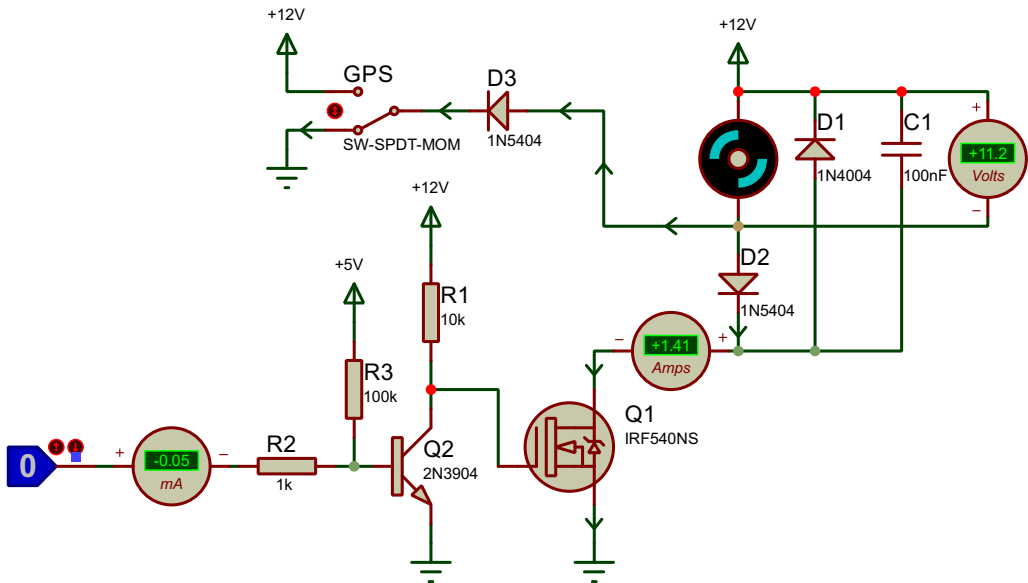 +12V
GPS
SW-SPDT-MOM
D3
1N5404
+12V
D1
1N4004
C1
100nF
+
+11.2
Volts
−
+12V
R1
10k
+5V
R3
100k
D2
1N5404
−
+1.41
Amps
+
Q1
IRF540NS
Q2
2N3904
0
+
-0.05
mA
−
R2
1k